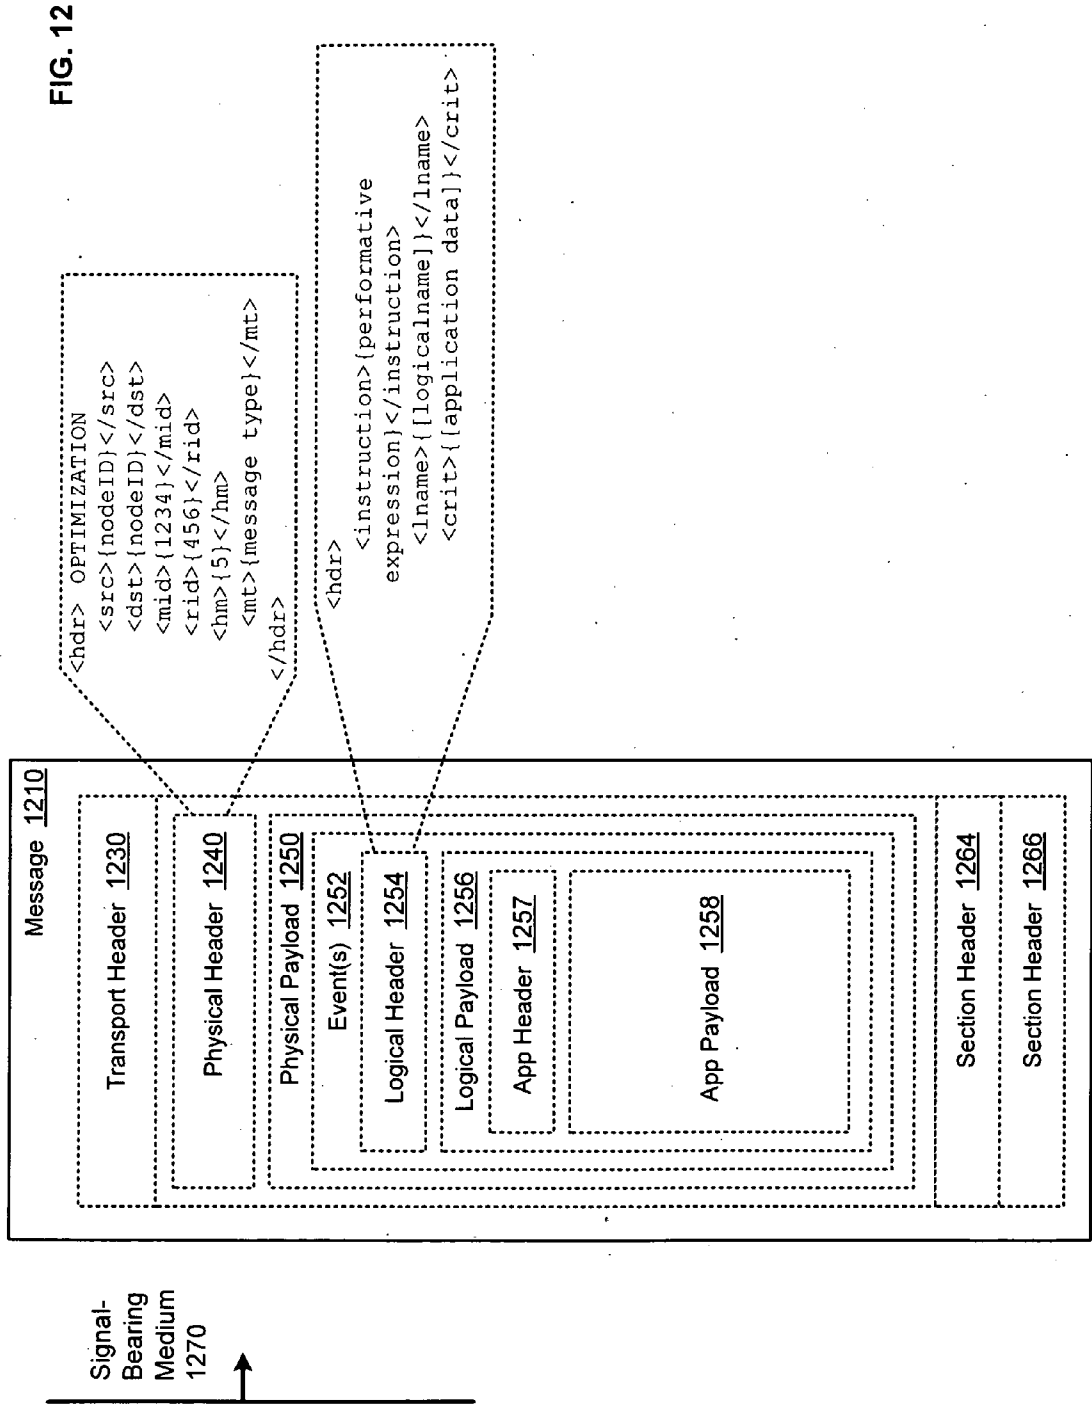 FIG. 12
Signal-
Bearing
Medium
1270
Message 1210
Transport Header 1230
Physical Header 1240
Physical Payload 1250
Event(s) 1252
Logical Header 1254
Logical Payload 1256
App Header 1257
App Payload 1258
Section Header 1264
Section Header 1266
<hdr> OPTIMIZATION
<src>{nodeID}</src>
<dst>{nodeID}</dst>
<mid>{1234}</mid>
<rid>{456}</rid>
<hm>{5}</hm>
<mt>{message type}</mt>
</hdr>
<hdr>
<instruction>{performative
expression}</instruction>
<lname>{[logicalname]}</lname>
<crit>{[application data]}</crit>